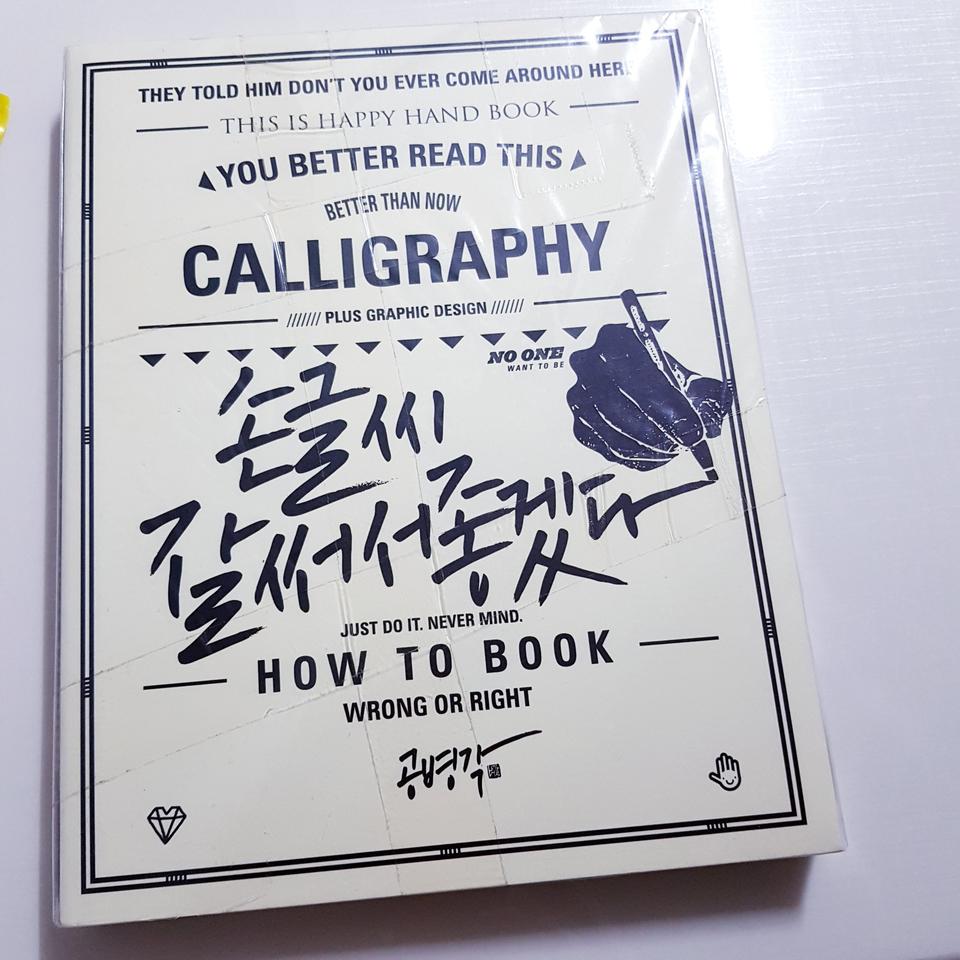 THEY TOLD HIM DON'T YOU EVER COME AROUND HERE
THIS IS HAPPY HAND BOOK
YOU BETTER READ THIS
BETTER THAN NOW
CALLIGRAPHY
/////// PLUS GRAPHIC DESIGN ///////
NO ONE
WANT TO BE
손글씨
잘 써서 좋겠다
JUST DO IT. NEVER MIND.
HOW TO BOOK
WRONG OR RIGHT
공병각